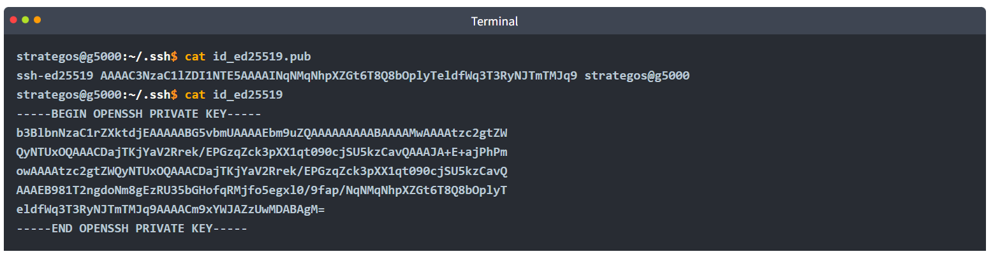 Terminal
strategos@g5000:~/.ssh$ cat id_ed25519.pub
ssh-ed25519 AAAAC3NzaC1lZDI1NTE5AAAAINqNMqNhpXZGt6T8Q8bOplyTeldfWq3T3RyNJTmTMJq9 strategos@g5000
strategos@g5000:~/.ssh$ cat id_ed25519
-----BEGIN OPENSSH PRIVATE KEY-----
b3BlbnNzaC1rZXktdjEAAAAABG5vbmUAAAAEbm9uZQAAAAAAAAABAAAAMwAAAAtzc2gtZW
QyNTUxOQAAACDajTKjYaV2Rrek/EPGzqZck3pXX1qt090cjSU5kzCavQAAAJA+E+ajPhPm
owAAAAtzc2gtZWQyNTUxOQAAACDajTKjYaV2Rrek/EPGzqZck3pXX1qt090cjSU5kzCavQ
AAAEB981T2ngdoNm8gEzRU35bGHofqRMjfo5egxl0/9fap/NqNMqNhpXZGt6T8Q8bOplyT
eldfWq3T3RyNJTmTMJq9AAAACm9xYWJAZzUwMDABAgM=
-----END OPENSSH PRIVATE KEY-----